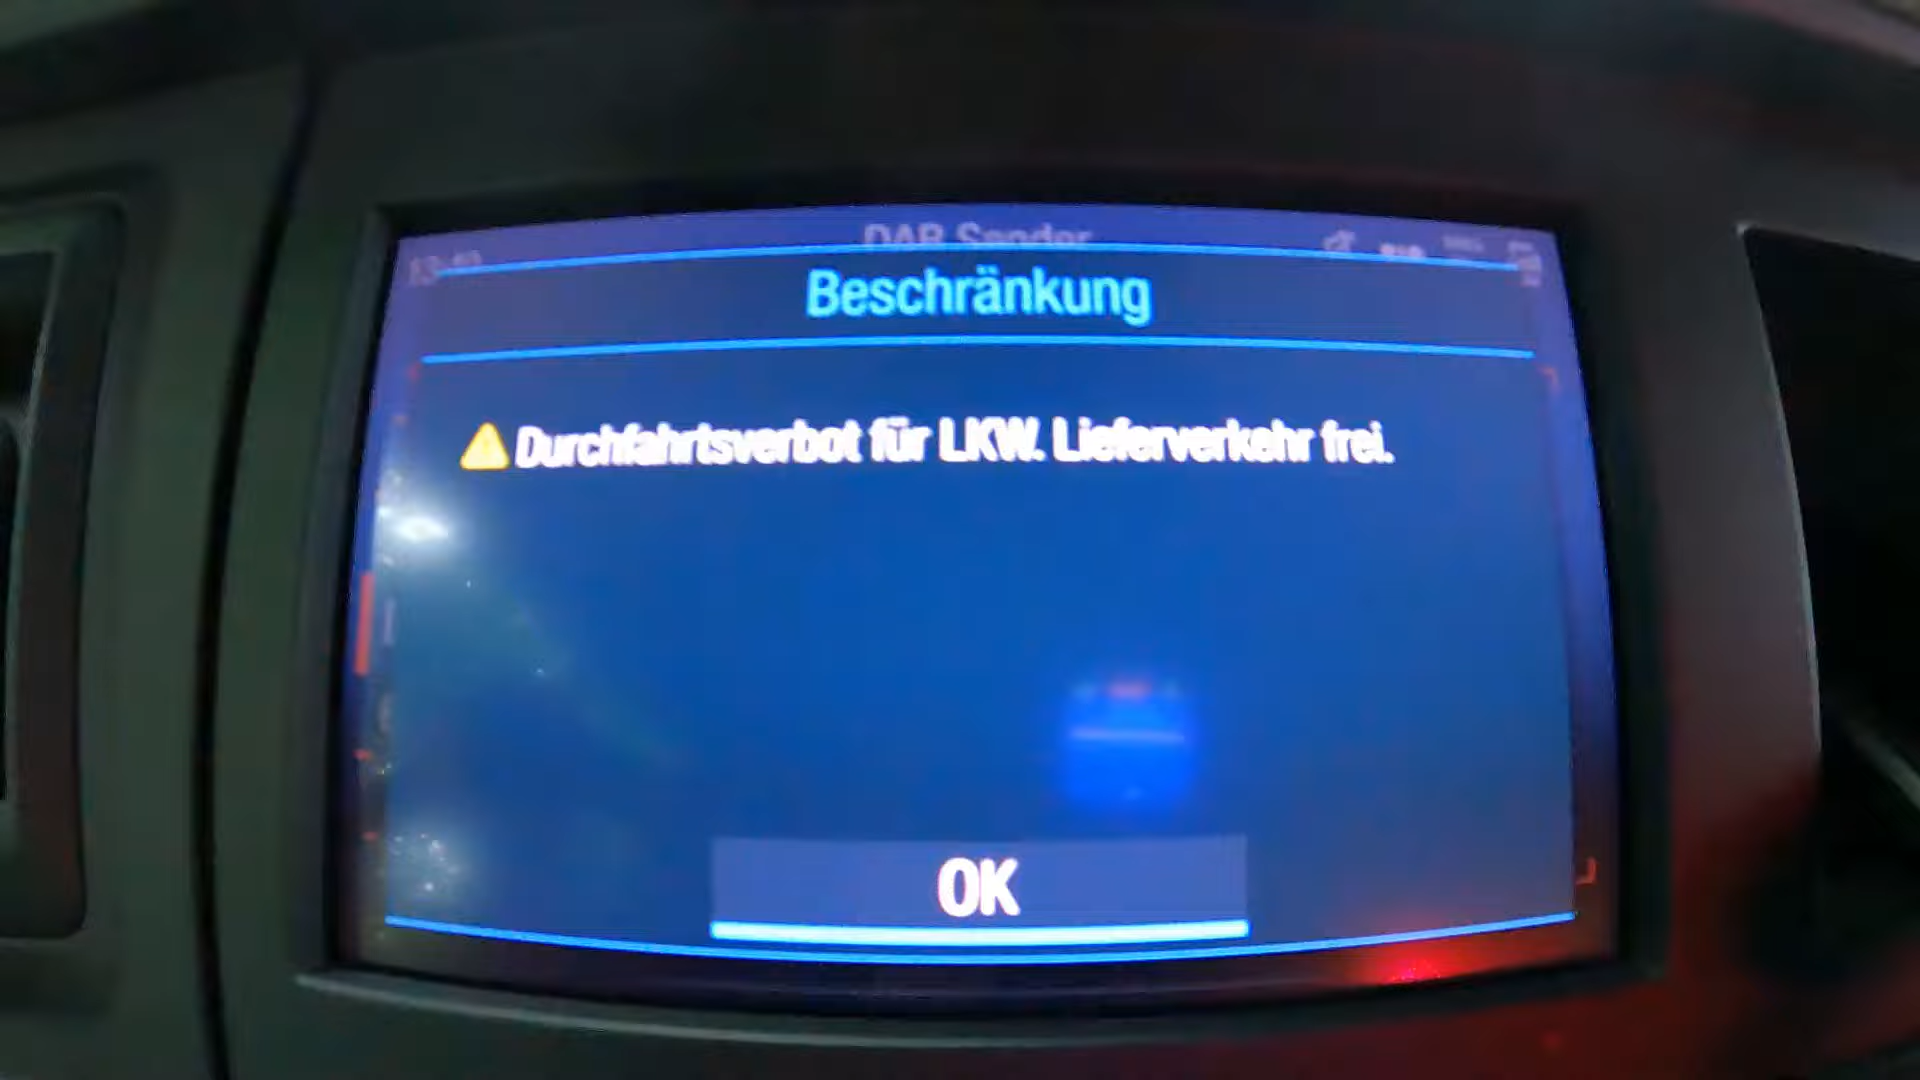 DAB Sender
Beschränkung
Durchfahrtsverbot für LKW. Lieferverkehr frei.
OK